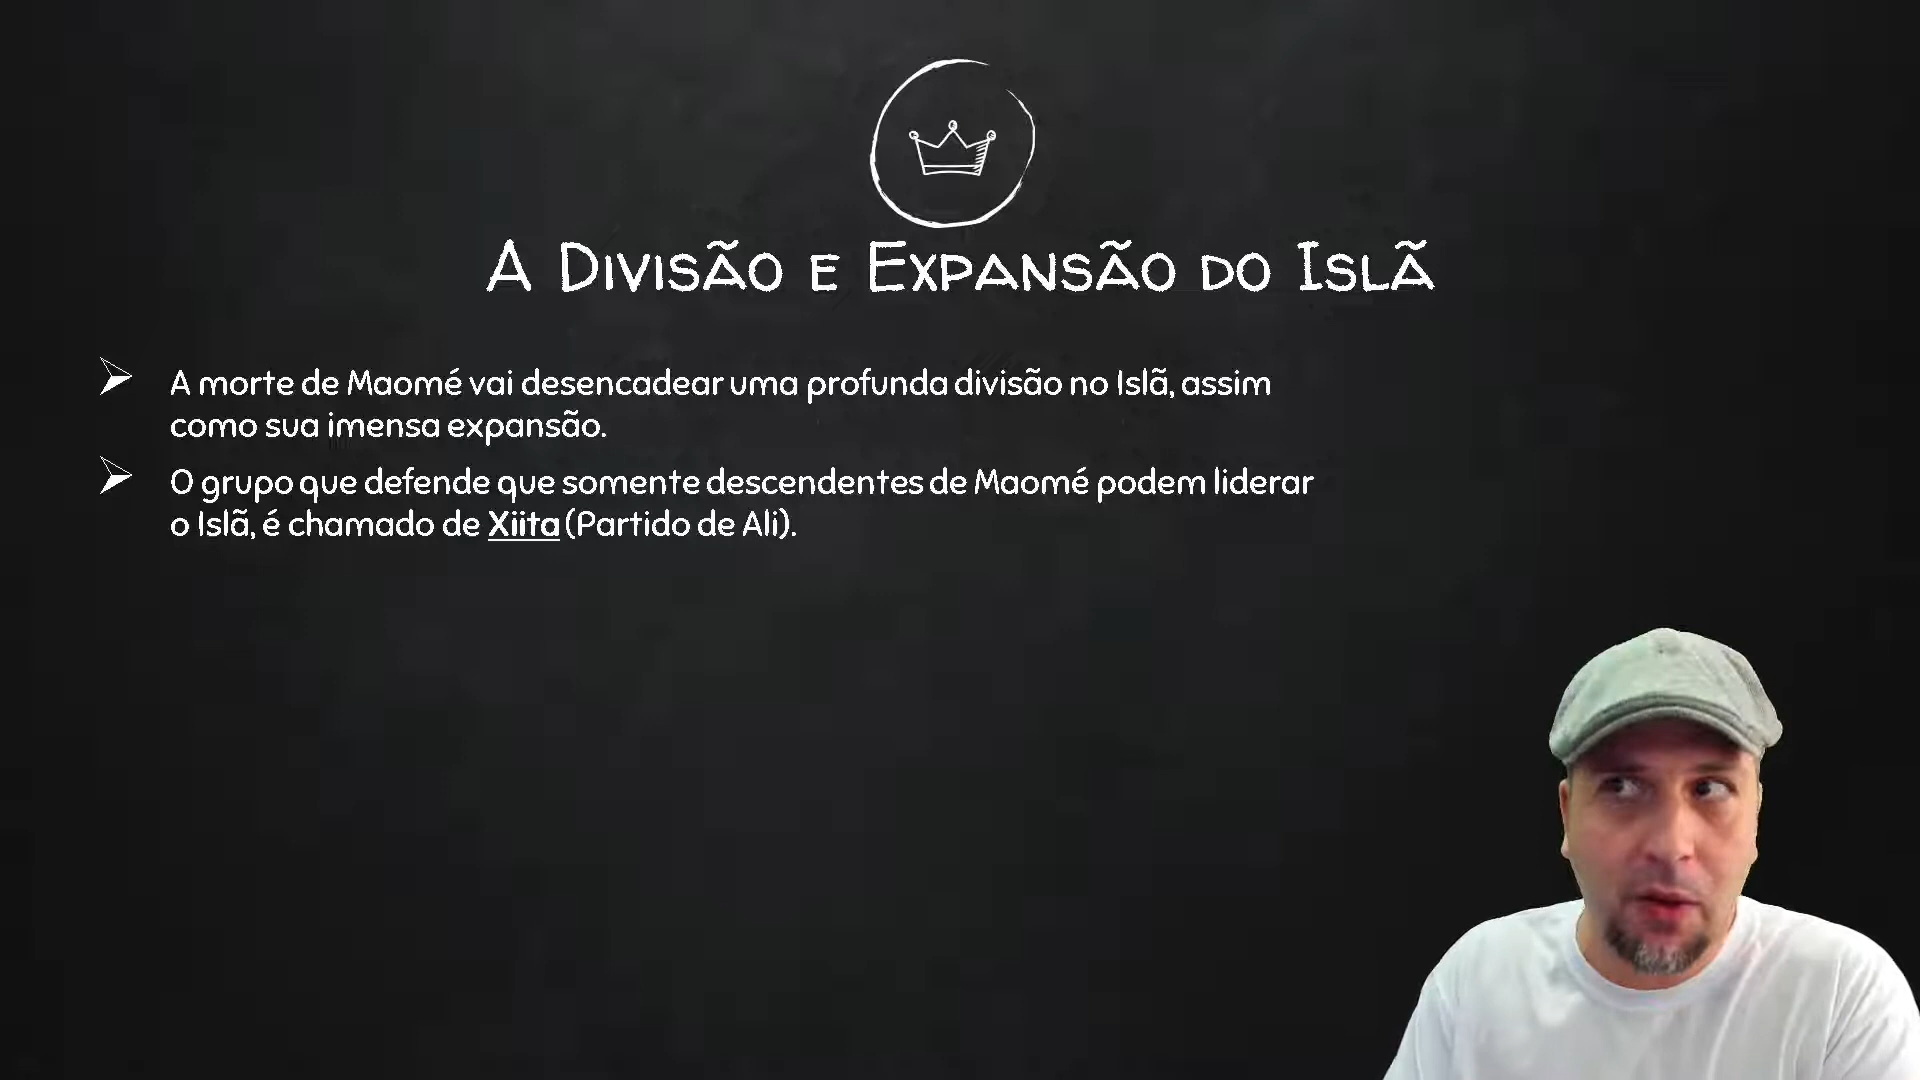 A Divisão e Expansão do Islã
A morte de Maomé vai desencadear uma profunda divisão no Islã, assim
como sua imensa expansão.
O grupo que defende que somente descendentes de Maomé podem liderar
o Islã, é chamado de Xiita (Partido de Ali).